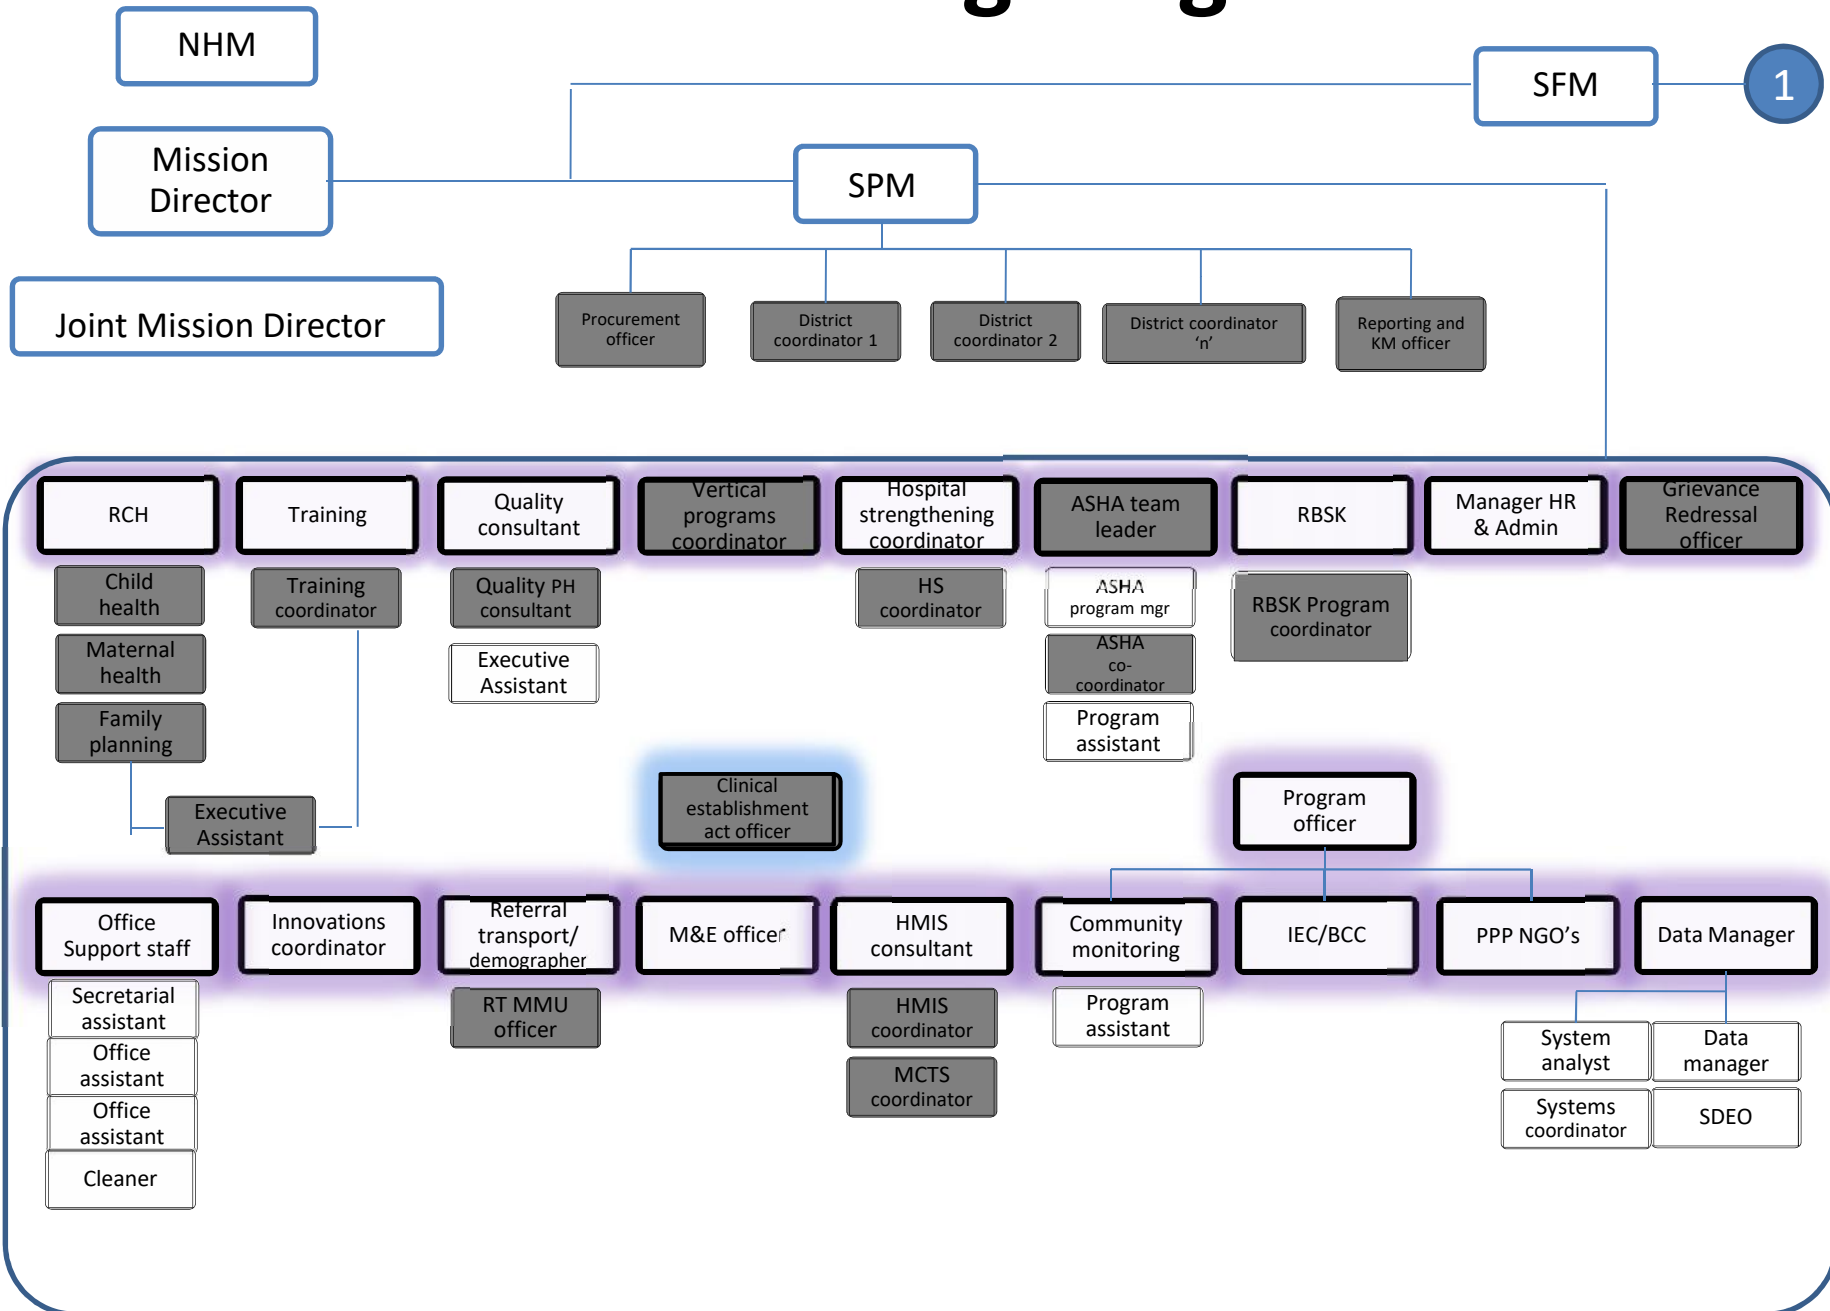 NHM
SFM
1
Mission
Director
SPM
Joint Mission Director
Procurement
officer
District
coordinator 1
District
coordinator 2
District coordinator
‘n’
Reporting and
KM officer
RCH
Training
Quality
consultant
Vertical
programs
coordinator
Hospital
strengthening
coordinator
ASHA team
leader
RBSK
Manager HR
& Admin
Grievance
Redressal
officer
Child
health
Training
coordinator
Quality PH
consultant
HS
coordinator
ASHA
program mgr
RBSK Program
coordinator
Maternal
health
Executive
Assistant
ASHA
co-
coordinator
Family
planning
Program
assistant
Executive
Assistant
Clinical
establishment
act officer
Program
officer
Office
Support staff
Innovations
coordinator
Referral
transport/
demographer
M&E officer
HMIS
consultant
Community
monitoring
IEC/BCC
PPP NGO’s
Data Manager
Secretarial
assistant
RT MMU
officer
HMIS
coordinator
Program
assistant
System
analyst
Data
manager
Office
assistant
MCTS
coordinator
Systems
coordinator
SDEO
Office
assistant
Cleaner